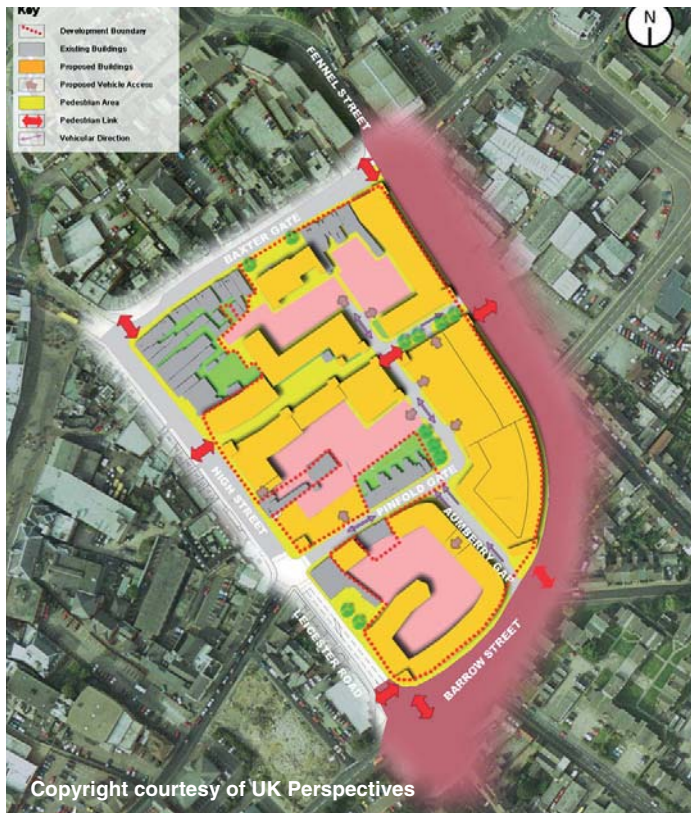 Key
Development Boundary
Existing Buildings
Proposed Buildings
Proposed Vehicle Access
Pedestrian Area
Pedestrian Link
Vehicular Direction
N
FENNEL STREET
BAXTER GATE
HIGH STREET
PINFOLD GATE
AUMBERRY GAP
LEICESTER ROAD
BARROW STREET
Copyright courtesy of UK Perspectives